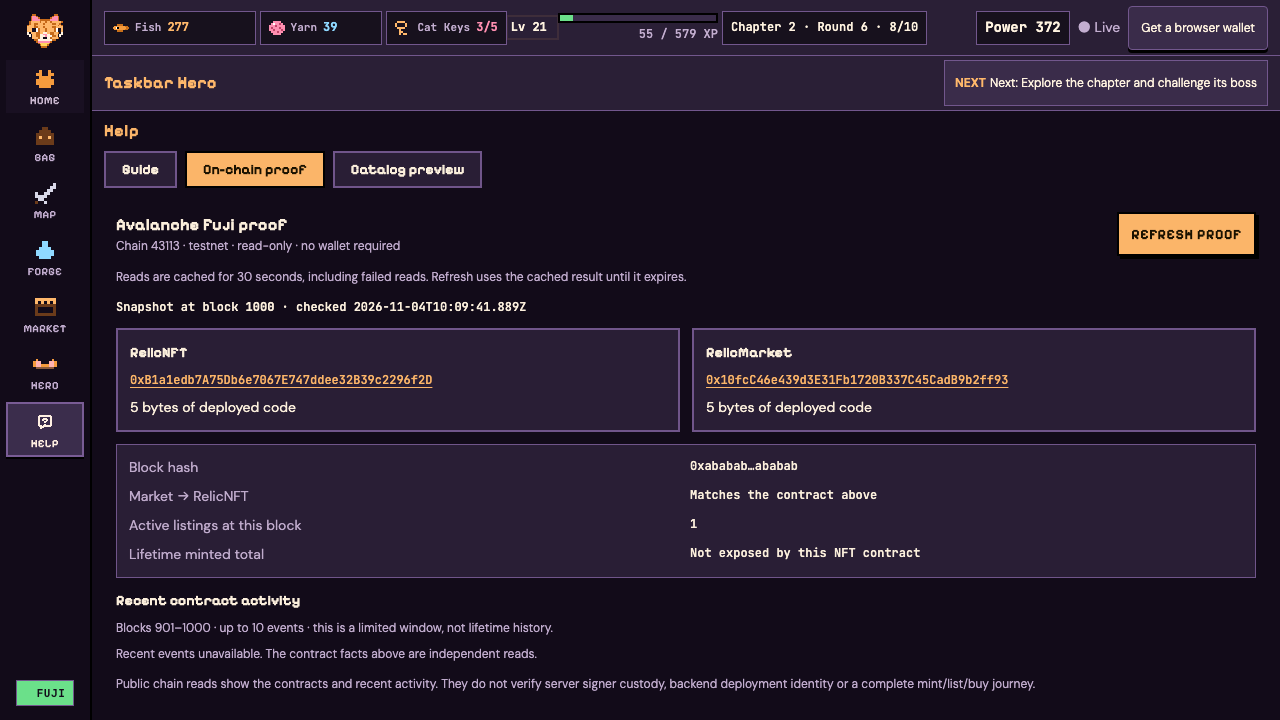 Fish 277
Yarn 39
Cat Keys 3/5
Lv 21
55 / 579 XP
Chapter 2 · Round 6 · 8/10
Power 372
Live
Get a browser wallet
Taskbar Hero
NEXT Next: Explore the chapter and challenge its boss
HOME
BAG
MAP
FORGE
MARKET
HERO
HELP
FUJI
Help
Guide
On-chain proof
Catalog preview
Avalanche Fuji proof
Chain 43113 · testnet · read-only · no wallet required
REFRESH PROOF
Reads are cached for 30 seconds, including failed reads. Refresh uses the cached result until it expires.
Snapshot at block 1000 · checked 2026-11-04T10:09:41.889Z
RelicNFT
0xB1a1edb7A75Db6e7067E747ddee32B39c2296f2D
5 bytes of deployed code
RelicMarket
0x10fcC46e439d3E31Fb1720B337C45CadB9b2ff93
5 bytes of deployed code
Block hash
0xababab…ababab
Market → RelicNFT
Matches the contract above
Active listings at this block
1
Lifetime minted total
Not exposed by this NFT contract
Recent contract activity
Blocks 901–1000 · up to 10 events · this is a limited window, not lifetime history.
Recent events unavailable. The contract facts above are independent reads.
Public chain reads show the contracts and recent activity. They do not verify server signer custody, backend deployment identity or a complete mint/list/buy journey.